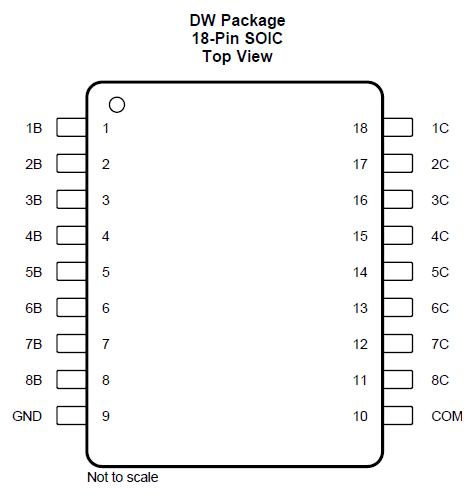 DW Package
18-Pin SOIC
Top View
1B 1 18 1C
2B 2 17 2C
3B 3 16 3C
4B 4 15 4C
5B 5 14 5C
6B 6 13 6C
7B 7 12 7C
8B 8 11 8C
GND 9 10 COM
Not to scale